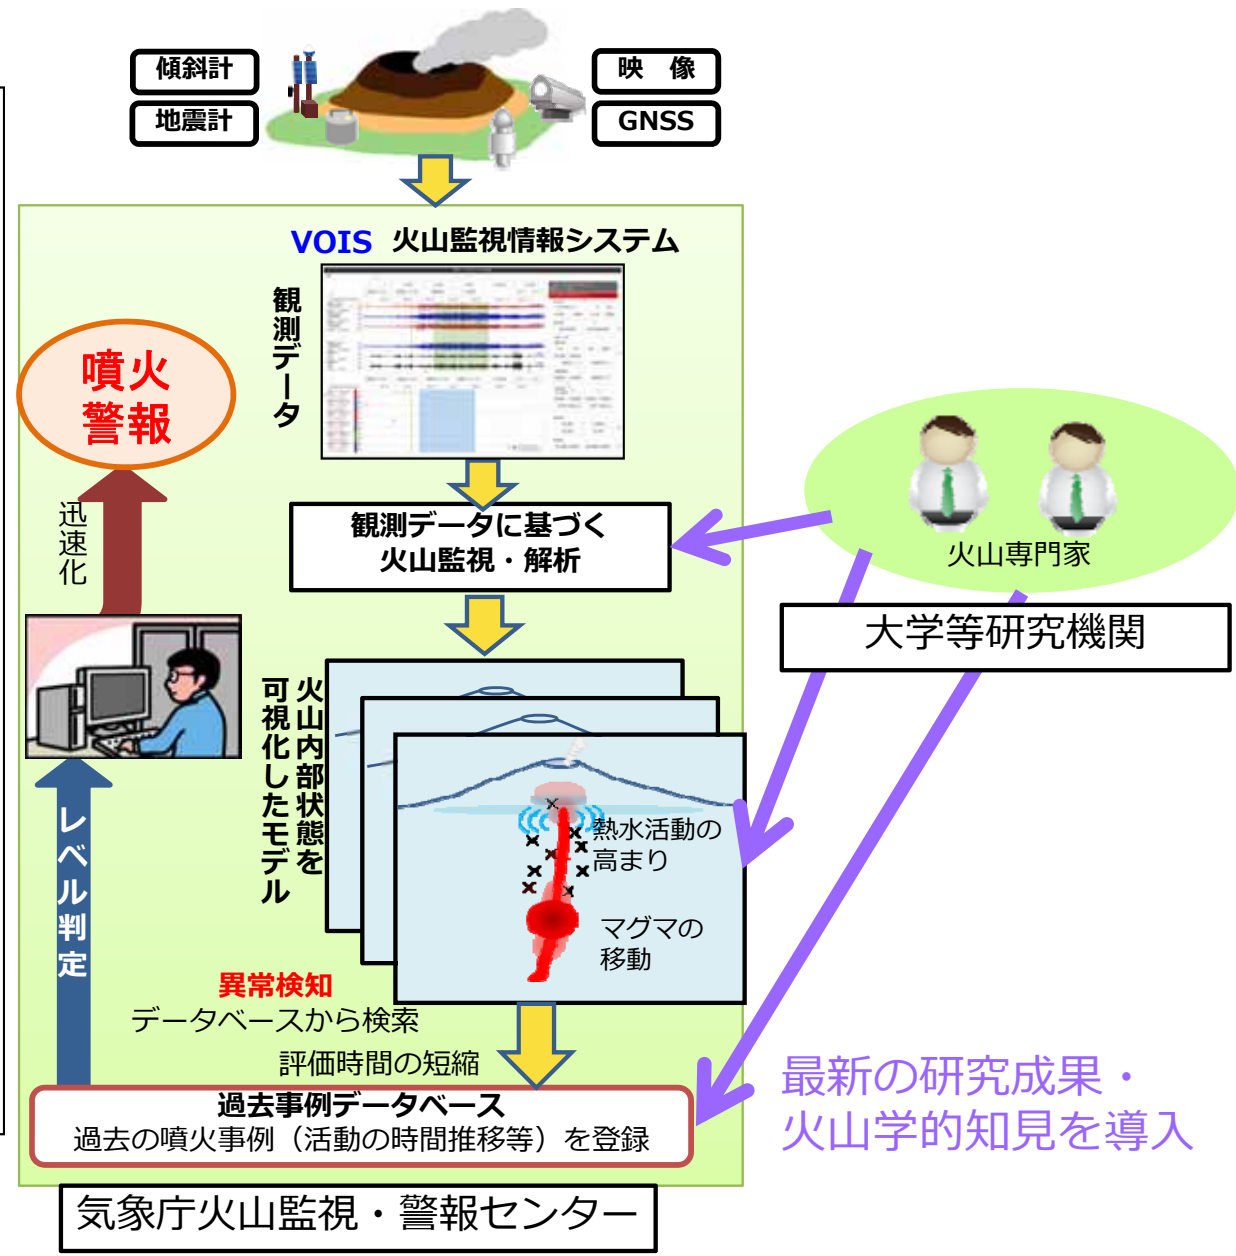 傾斜計
地震計
映 像
GNSS
VOIS 火山監視情報システム
観測データ
噴火
警報
迅速化
観測データに基づく
火山監視・解析
火山専門家
大学等研究機関
火山内部状態を
可視化したモデル
熱水活動の
高まり
マグマの
移動
レベル判定
異常検知
データベースから検索
評価時間の短縮
過去事例データベース
過去の噴火事例（活動の時間推移等）を登録
最新の研究成果・
火山学的知見を導入
気象庁火山監視・警報センター